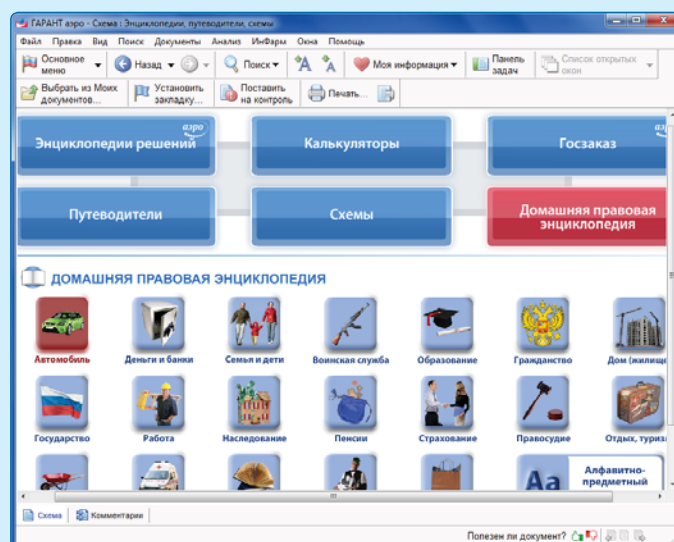 ГАРАНТ аэро - Схема : Энциклопедии, путеводители, схемы
Файл Правка Вид Поиск Документы Анализ ИнФарм Окна Помощь
Основное меню Назад Поиск Моя информация Панель задач Список открытых окон
Выбрать из Моих документов... Установить закладку... Поставить на контроль Печать...
аэро
Энциклопедии решений Калькуляторы Госзаказ
Путеводители Схемы Домашняя правовая
энциклопедия
ДОМАШНЯЯ ПРАВОВАЯ ЭНЦИКЛОПЕДИЯ
Автомобиль Деньги и банки Семья и дети Воинская служба Образование Гражданство Дом (жилище
Государство Работа Наследование Пенсии Страхование Правосудие Отдых, туриз
Аа Алфавитно-
предметный
Схема Комментарии
Полезен ли документ?